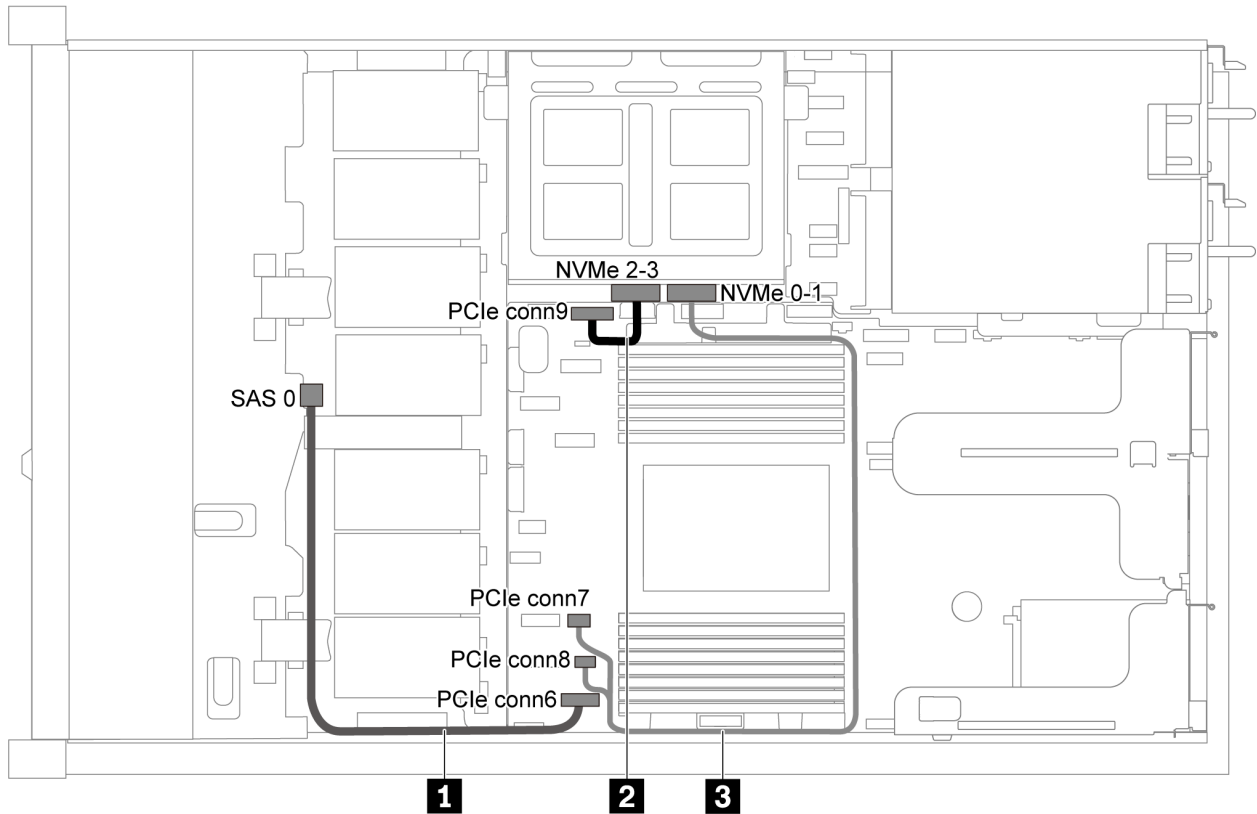 NVMe 2-3
NVMe 0-1
PCIe conn9
SAS 0
PCIe conn7
PCIe conn8
PCIe conn6
1
2
3